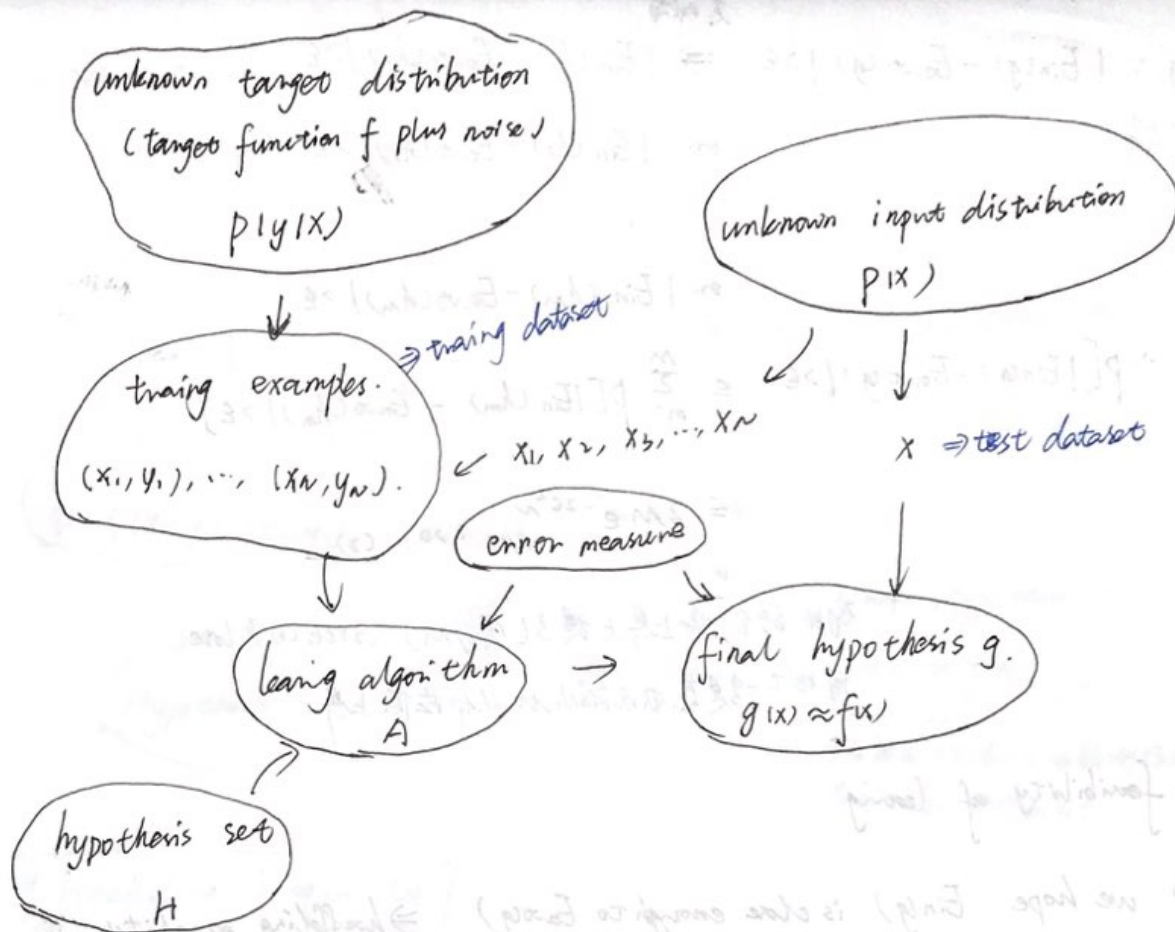 unknown target distribution
(target function f plus noise)
p(y|x)
unknown input distribution
p(x)
⇒ traing dataset
traing examples.
(x₁, y₁), ..., (xN, yN).
x₁, x₂, x₃, ..., xN
x ⇒ test dataset
error measure
learing algorithm
A
final hypothesis g.
g(x) ≈ f(x)
hypothesis set
H